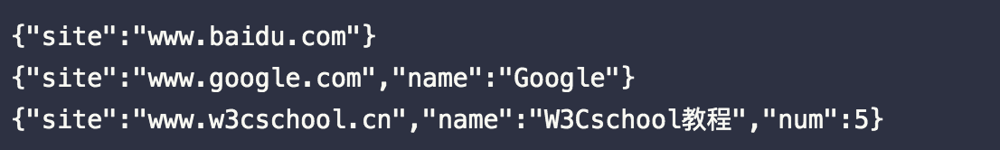 {"site":"www.baidu.com"}
{"site":"www.google.com","name":"Google"}
{"site":"www.w3cschool.cn","name":"W3Cschool教程","num":5}